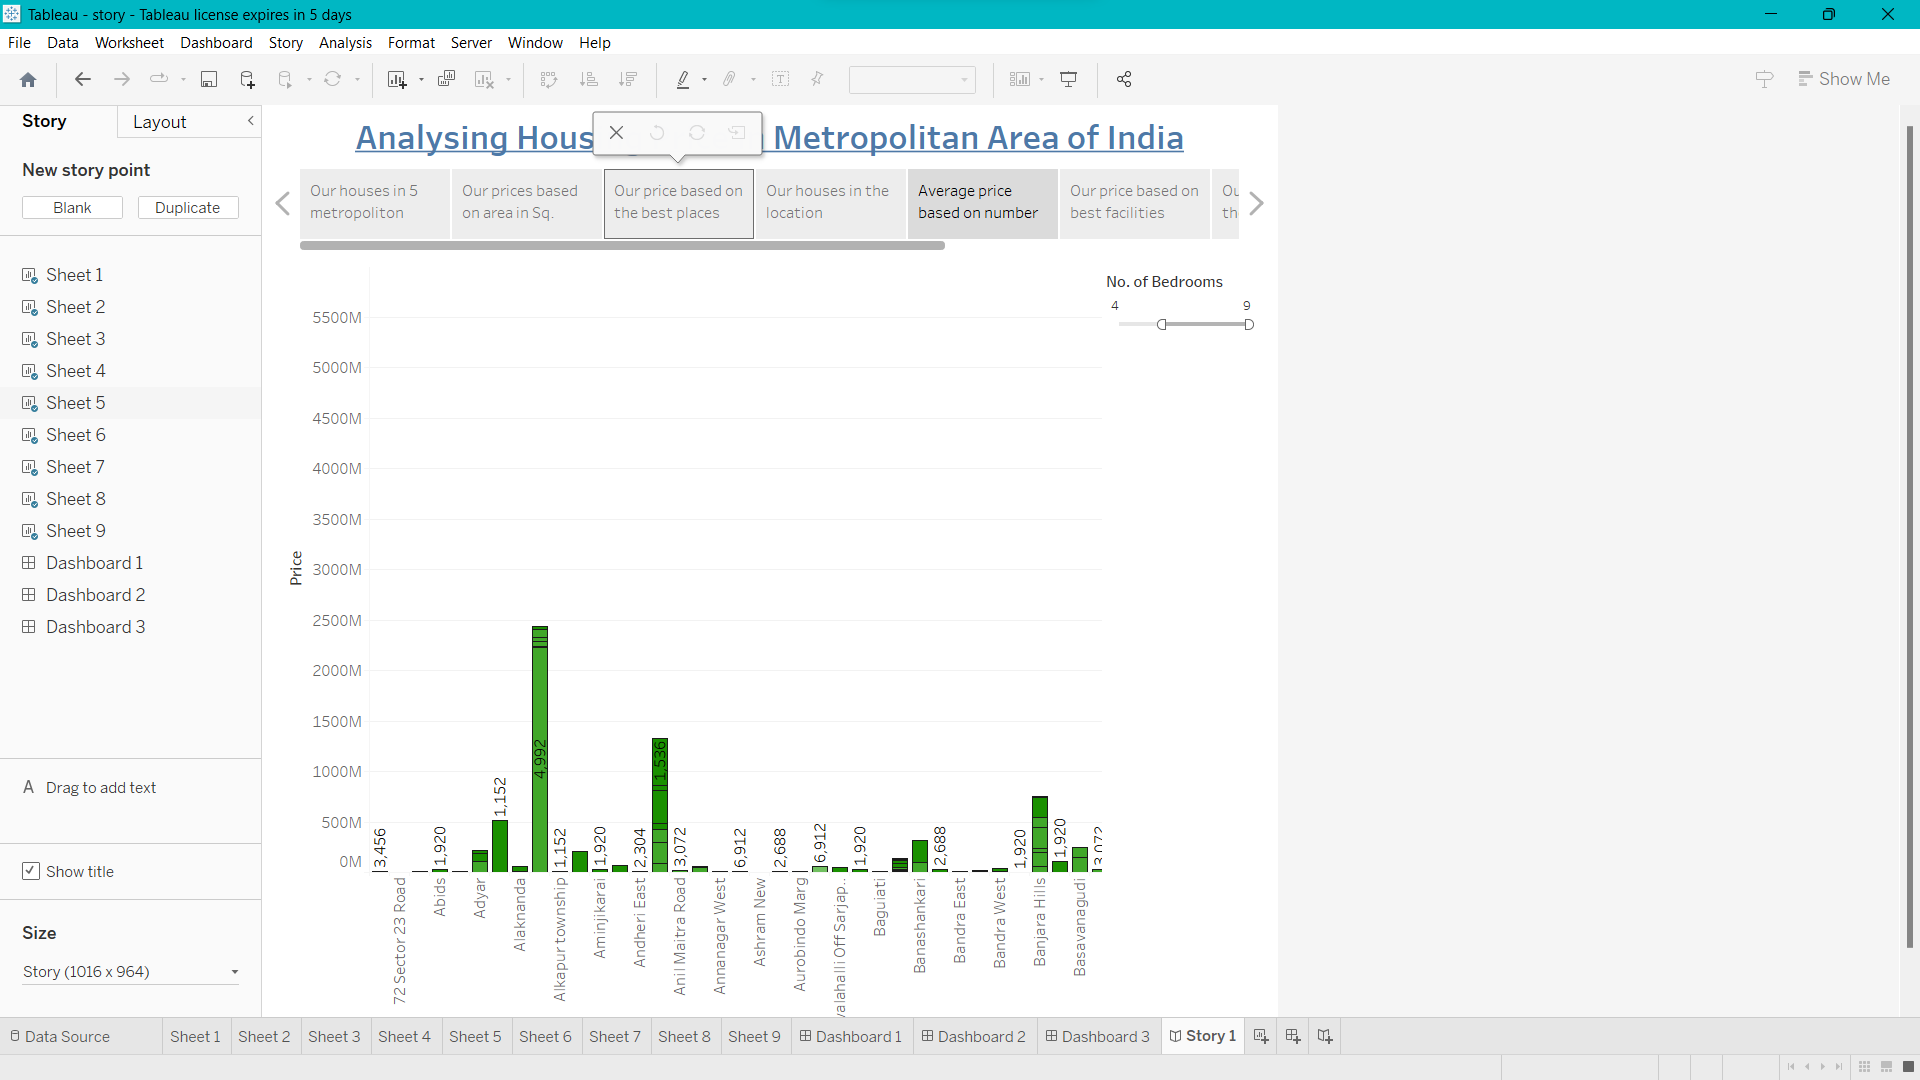 Tableau - story - Tableau license expires in 5 days
File Data Worksheet Dashboard Story Analysis Format Server Window Help
Show Me
Story
Layout
New story point
Blank
Duplicate
Sheet 1
Sheet 2
Sheet 3
Sheet 4
Sheet 5
Sheet 6
Sheet 7
Sheet 8
Sheet 9
Dashboard 1
Dashboard 2
Dashboard 3
A Drag to add text
Show title
Size
Story (1016 x 964)
Analysing Hous
Metropolitan Area of India
Our houses in 5
metropoliton
Our prices based
on area in Sq.
Our price based on
the best places
Our houses in the
location
Average price
based on number
Our price based on
best facilities
Ou
th
No. of Bedrooms
4
9
Price
5500M
5000M
4500M
4000M
3500M
3000M
2500M
2000M
1500M
1000M
500M
0M
3,456
1,920
1,152
4,992
1,152
1,920
2,304
1,536
3,072
6,912
2,688
6,912
1,920
2,688
1,920
1,920
3,072
72 Sector 23 Road
Abids
Adyar
Alaknanda
Alkapur township
Aminjikarai
Andheri East
Anil Maitra Road
Annanagar West
Ashram New
Aurobindo Marg
valahalli Off Sarjap..
Baguiati
Banashankari
Bandra East
Bandra West
Banjara Hills
Basavanagudi
Data Source
Sheet 1
Sheet 2
Sheet 3
Sheet 4
Sheet 5
Sheet 6
Sheet 7
Sheet 8
Sheet 9
Dashboard 1
Dashboard 2
Dashboard 3
Story 1